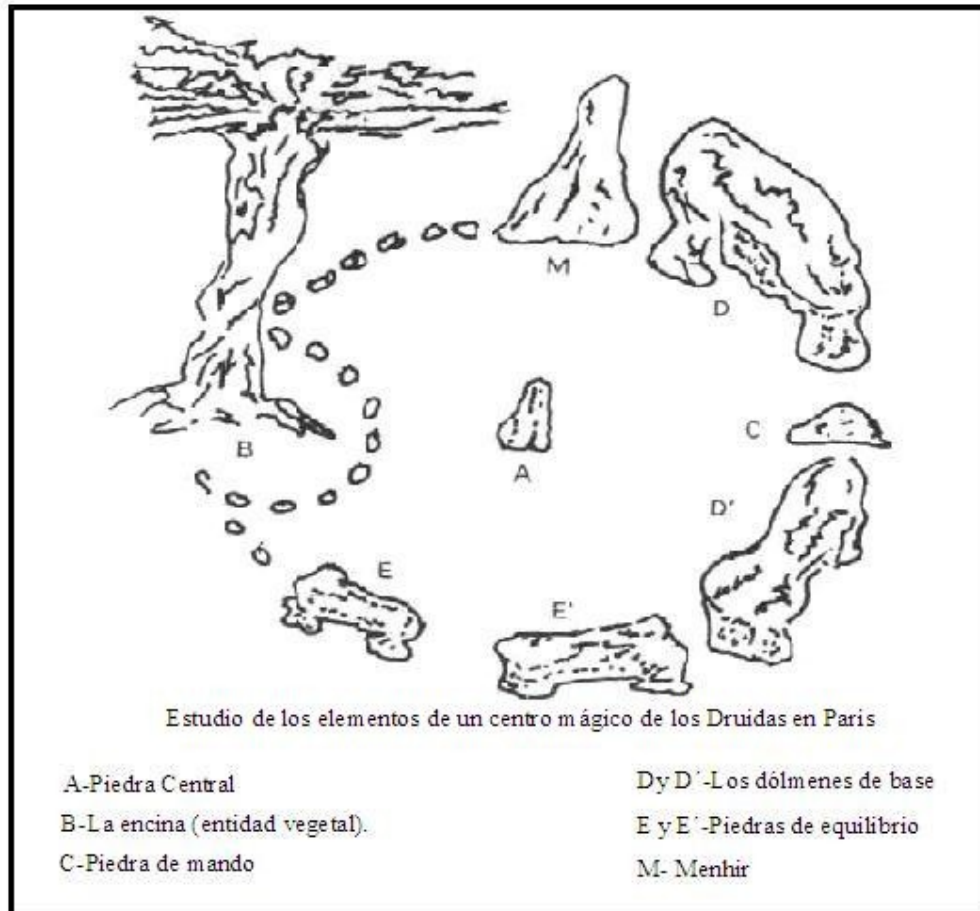 M
D
C
A
B
D'
E
E'
Estudio de los elementos de un centro mágico de los Druidas en Paris
A-Piedra Central
B-La encina (entidad vegetal).
C-Piedra de mando
Dy D´-Los dólmenes de base
E y E´-Piedras de equilibrio
M- Menhir